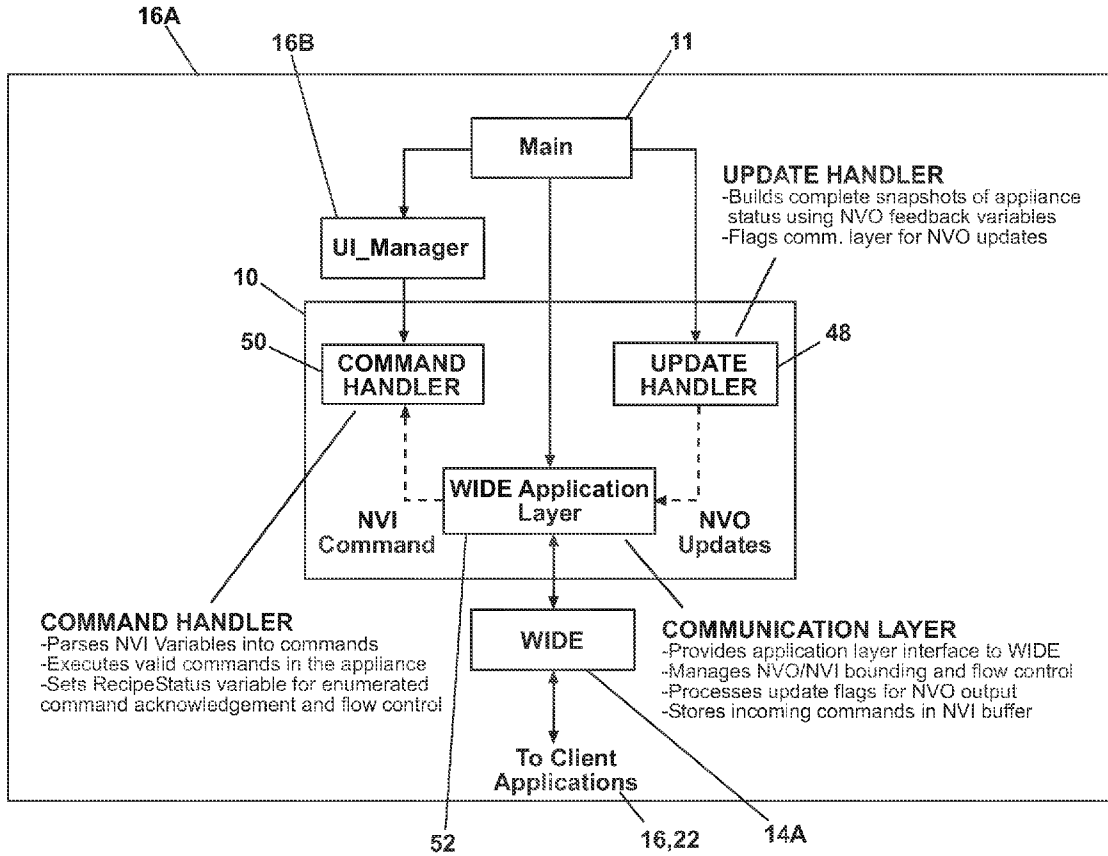 16A
16B
11
Main
UPDATE HANDLER
-Builds complete snapshots of appliance
status using NVO feedback variables
-Flags comm. layer for NVO updates
UI_Manager
10
50
COMMAND
HANDLER
UPDATE
HANDLER
48
WIDE Application
Layer
NVI
Command
NVO
Updates
COMMAND HANDLER
-Parses NVI Variables into commands
-Executes valid commands in the appliance
-Sets RecipeStatus variable for enumerated
command acknowledgement and flow control
WIDE
COMMUNICATION LAYER
-Provides application layer interface to WIDE
-Manages NVO/NVI bounding and flow control
-Processes update flags for NVO output
-Stores incoming commands in NVI buffer
To Client
Applications
52
16,22
14A